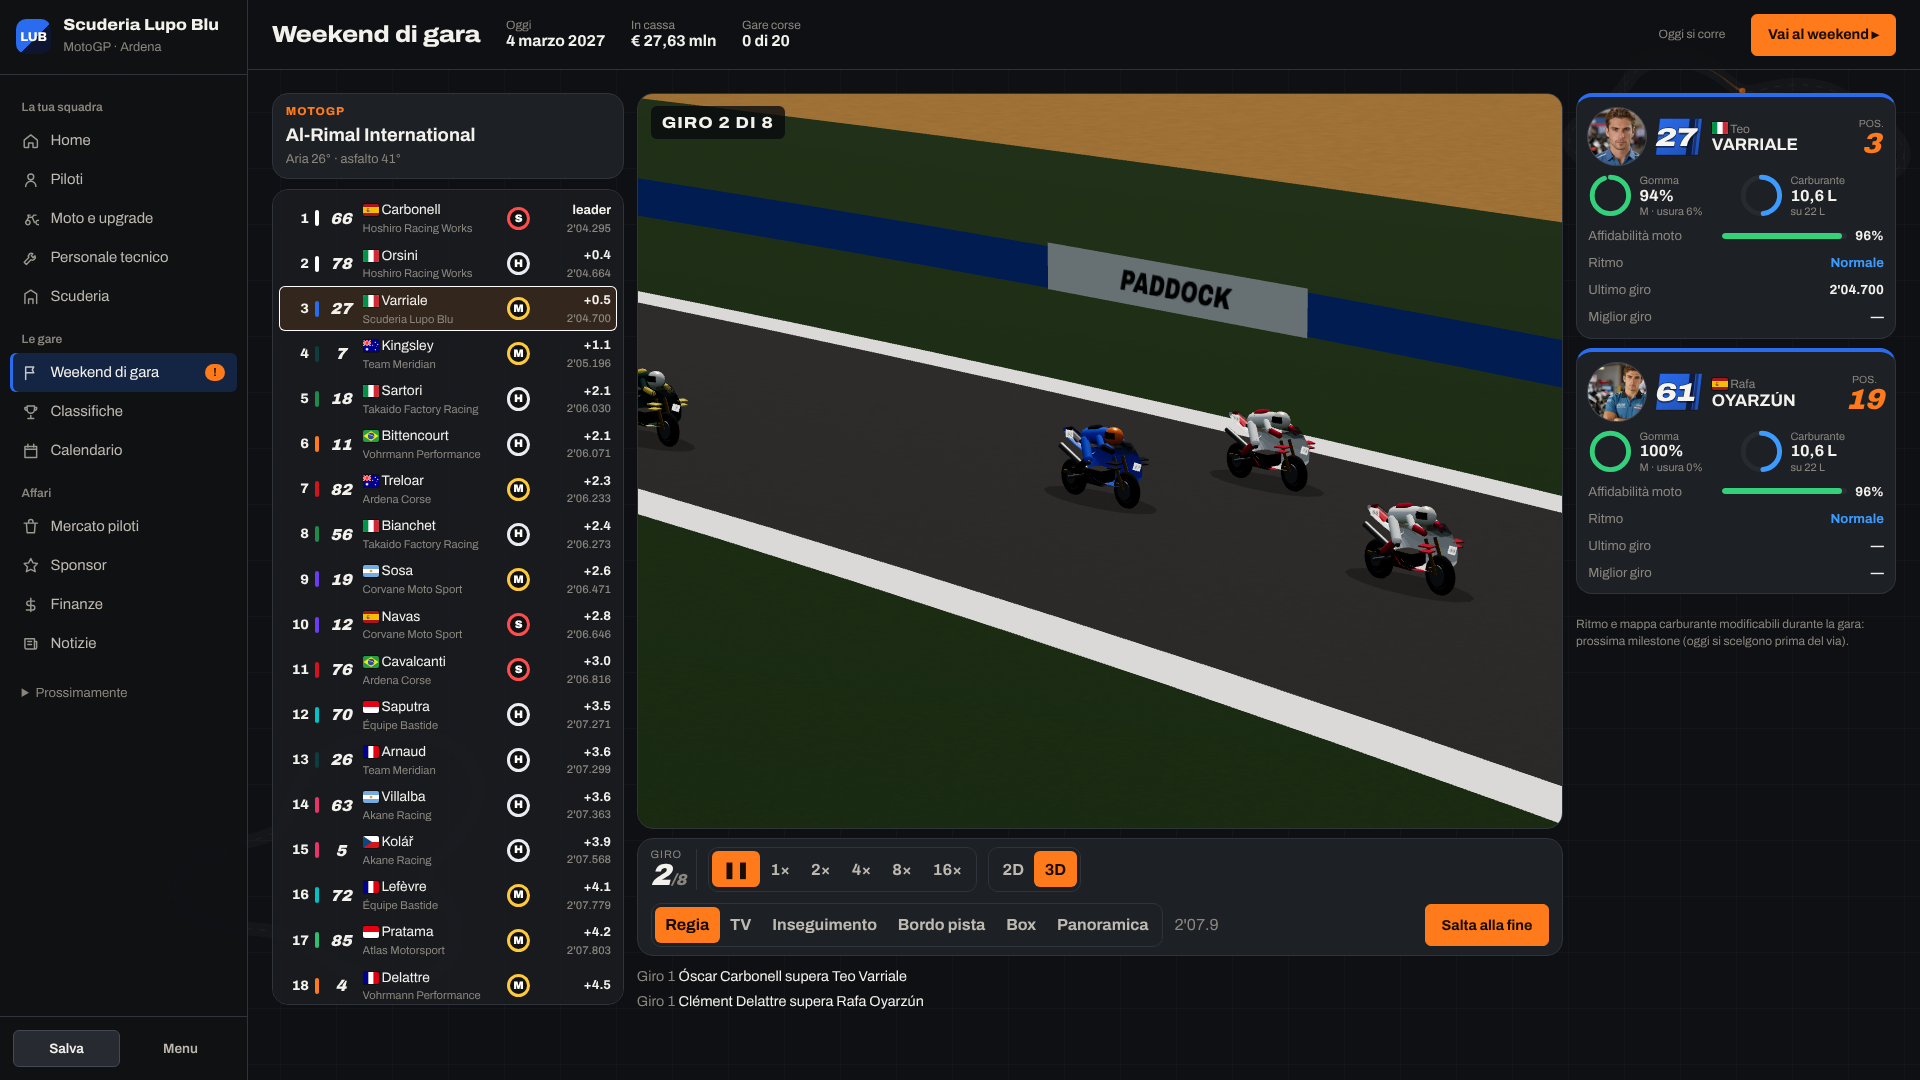 LUB
Scuderia Lupo Blu
MotoGP · Ardena
La tua squadra
Home
Piloti
Moto e upgrade
Personale tecnico
Scuderia
Le gare
Weekend di gara !
Classifiche
Calendario
Affari
Mercato piloti
Sponsor
Finanze
Notizie
Prossimamente
Salva
Menu
Weekend di gara
Oggi
4 marzo 2027
In cassa
€ 27,63 mln
Gare corse
0 di 20
Oggi si corre
Vai al weekend ▸
MOTOGP
Al-Rimal International
Aria 26° · asfalto 41°
1 66 Carbonell S leader
Hoshiro Racing Works 2'04.295
2 78 Orsini H +0.4
Hoshiro Racing Works 2'04.664
3 27 Varriale M +0.5
Scuderia Lupo Blu 2'04.700
4 7 Kingsley M +1.1
Team Meridian 2'05.196
5 18 Sartori H +2.1
Takaido Factory Racing 2'06.030
6 11 Bittencourt H +2.1
Vohrmann Performance 2'06.071
7 82 Treloar M +2.3
Ardena Corse 2'06.233
8 56 Bianchet H +2.4
Takaido Factory Racing 2'06.273
9 19 Sosa M +2.6
Corvane Moto Sport 2'06.471
10 12 Navas S +2.8
Corvane Moto Sport 2'06.646
11 76 Cavalcanti S +3.0
Ardena Corse 2'06.816
12 70 Saputra H +3.5
Équipe Bastide 2'07.271
13 26 Arnaud H +3.6
Team Meridian 2'07.299
14 63 Villalba H +3.6
Akane Racing 2'07.363
15 5 Kolář H +3.9
Akane Racing 2'07.568
16 72 Lefèvre M +4.1
Équipe Bastide 2'07.779
17 85 Pratama M +4.2
Atlas Motorsport 2'07.803
18 4 Delattre M +4.5
Vohrmann Performance
GIRO 2 DI 8
PADDOCK
GIRO
2/8
1× 2× 4× 8× 16×
2D 3D
Regia TV Inseguimento Bordo pista Box Panoramica 2'07.9
Salta alla fine
Giro 1 Óscar Carbonell supera Teo Varriale
Giro 1 Clément Delattre supera Rafa Oyarzún
27 Teo
VARRIALE
POS.
3
Gomma
94%
M · usura 6%
Carburante
10,6 L
su 22 L
Affidabilità moto 96%
Ritmo Normale
Ultimo giro 2'04.700
Miglior giro —
61 Rafa
OYARZÚN
POS.
19
Gomma
100%
M · usura 0%
Carburante
10,6 L
su 22 L
Affidabilità moto 96%
Ritmo Normale
Ultimo giro —
Miglior giro —
Ritmo e mappa carburante modificabili durante la gara:
prossima milestone (oggi si scelgono prima del via).